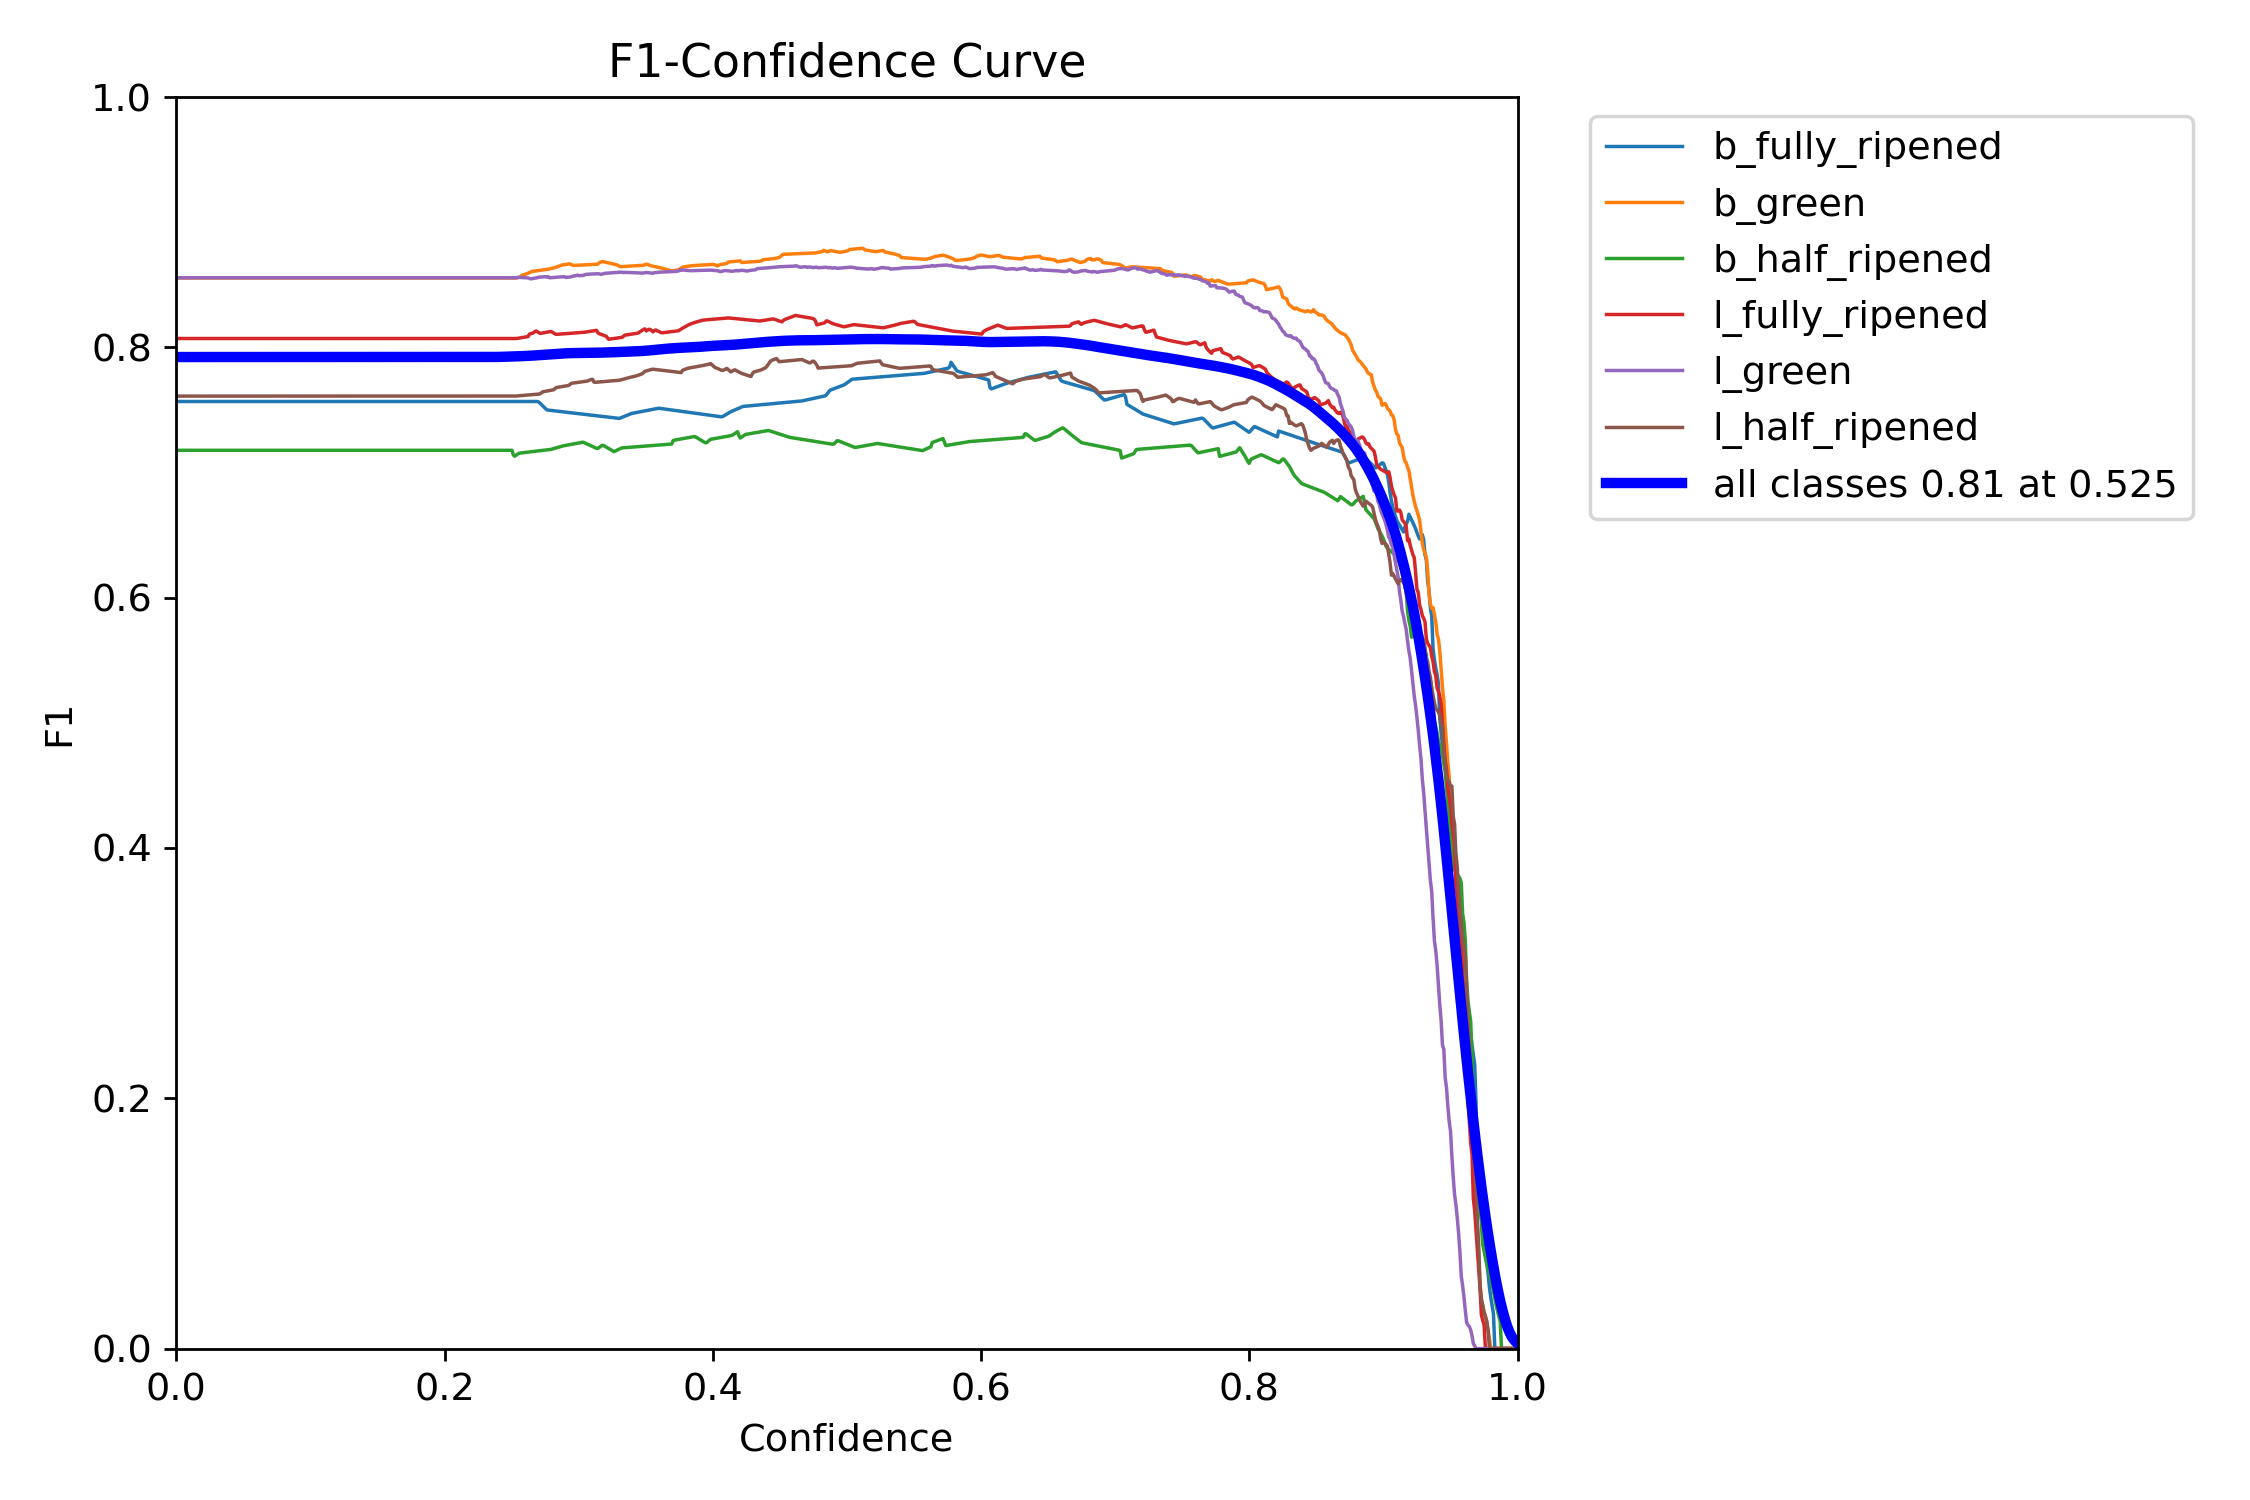 F1-Confidence Curve
1.0
0.8
0.6
0.4
0.2
0.0
F1
0.0 0.2 0.4 0.6 0.8 1.0
Confidence
b_fully_ripened
b_green
b_half_ripened
l_fully_ripened
l_green
l_half_ripened
all classes 0.81 at 0.525